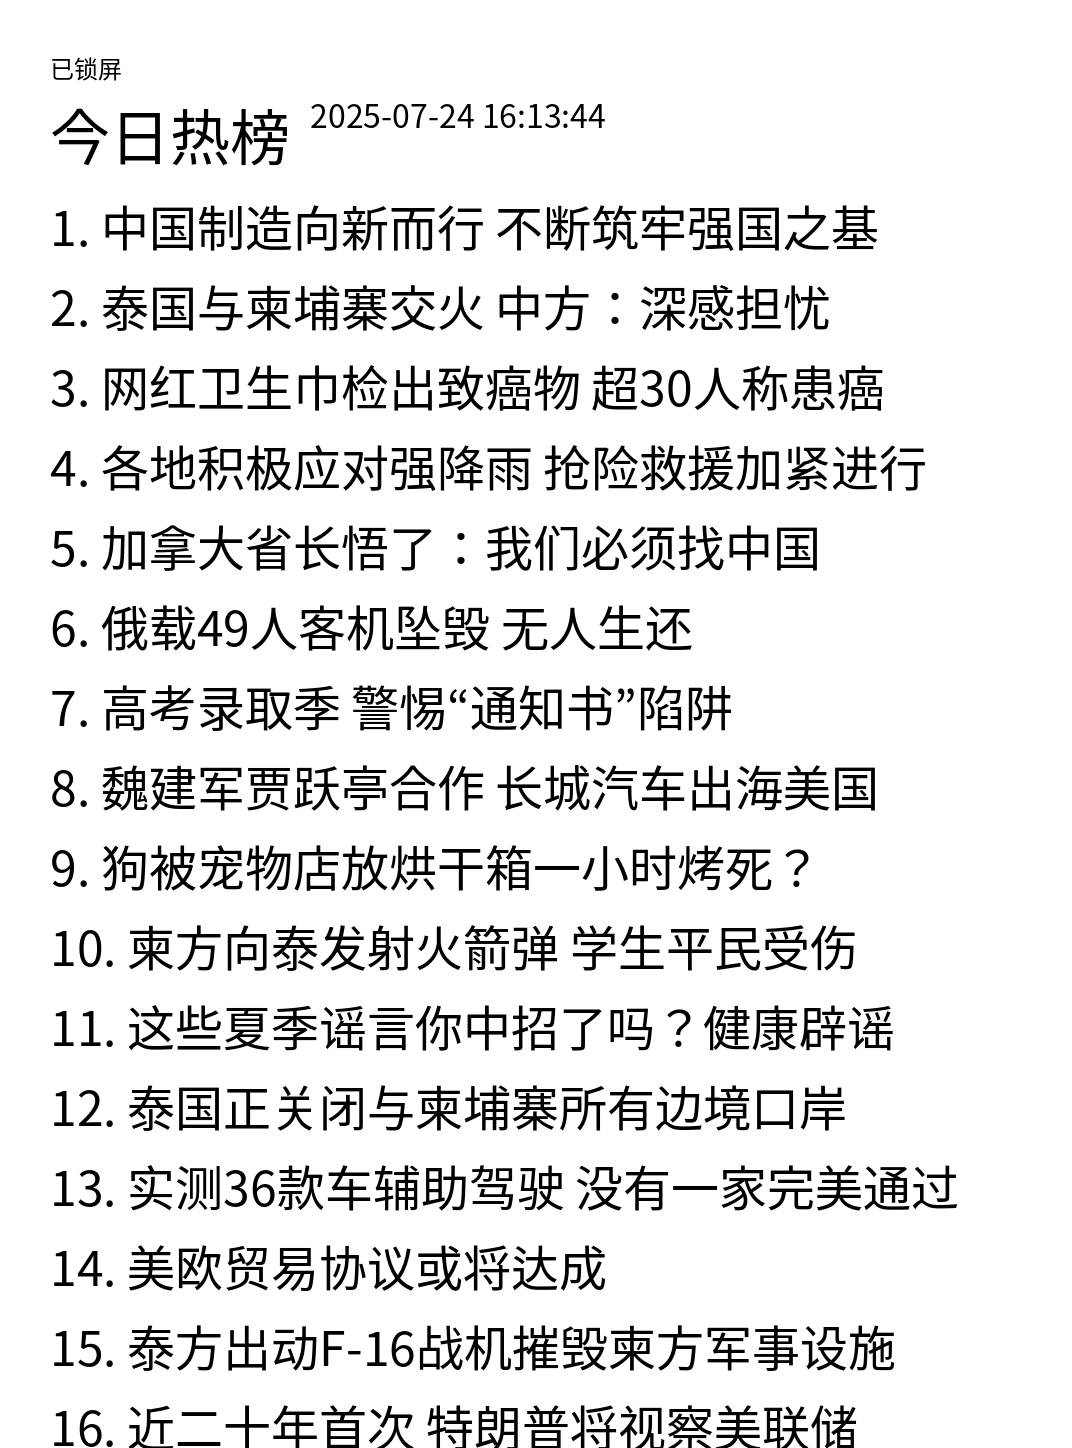 已锁屏
今日热榜 2025-07-24 16:13:44
1. 中国制造向新而行 不断筑牢强国之基
2. 泰国与柬埔寨交火 中方：深感担忧
3. 网红卫生巾检出致癌物 超30人称患癌
4. 各地积极应对强降雨 抢险救援加紧进行
5. 加拿大省长悟了：我们必须找中国
6. 俄载49人客机坠毁 无人生还
7. 高考录取季 警惕“通知书”陷阱
8. 魏建军贾跃亭合作 长城汽车出海美国
9. 狗被宠物店放烘干箱一小时烤死？
10. 柬方向泰发射火箭弹 学生平民受伤
11. 这些夏季谣言你中招了吗？健康辟谣
12. 泰国正关闭与柬埔寨所有边境口岸
13. 实测36款车辅助驾驶 没有一家完美通过
14. 美欧贸易协议或将达成
15. 泰方出动F-16战机摧毁柬方军事设施
16. 近二十年首次 特朗普将视察美联储